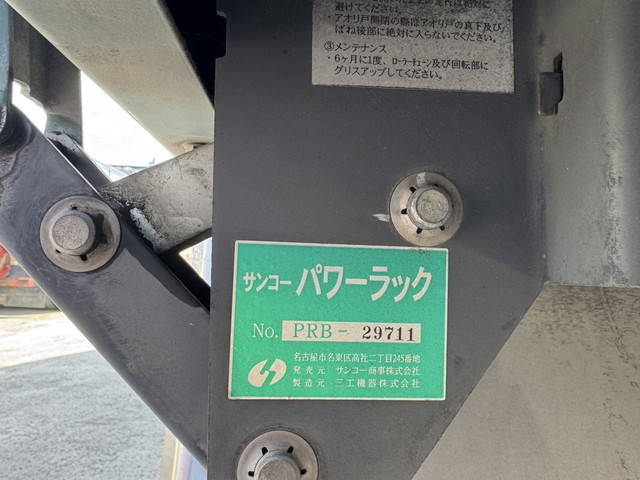 避けてください。
・アオリ戸開閉の際はアオリ戸の真下及び
ばね後部に絶対に入らないでください。
③メンテナンス
・6ヶ月に1度、ローラーチェーン及び回転部に
グリスアップしてください。
サンコー パワーラック
No. PRB- 29711
名古屋市名東区高社二丁目245番地
発売元 サンコー商事株式会社
製造元 三工機器株式会社